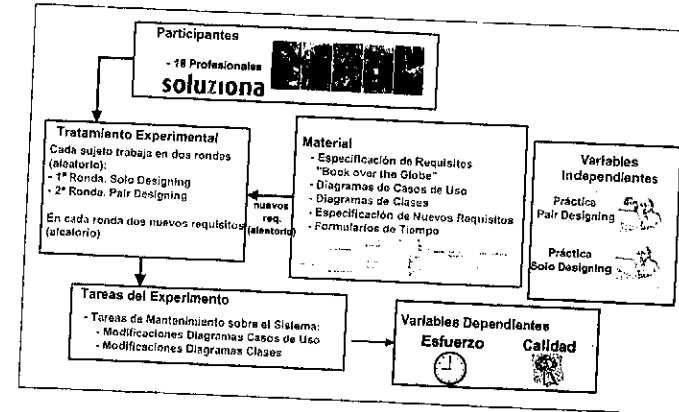 Participantes
- 18 Profesionales
soluziona
Tratamiento Experimental
Cada sujeto trabaja en dos rondas
(aleatorio):
- 1ª Ronda. Solo Designing
- 2ª Ronda. Pair Designing
En cada ronda dos nuevos requisitos
(aleatorio)
nuevos
req.
(aleatorio)
Material
- Especificación de Requisitos
"Book over the Globe"
- Diagramas de Casos de Uso
- Diagramas de Clases
- Especificación de Nuevos Requisitos
- Formularios de Tiempo
Variables
Independientes
Práctica
Pair Designing
Práctica
Solo Designing
Tareas del Experimento
- Tareas de Mantenimiento sobre el Sistema:
- Modificaciones Diagramas Casos de Uso
- Modificaciones Diagramas Clases
Variables Dependientes
Esfuerzo
Calidad